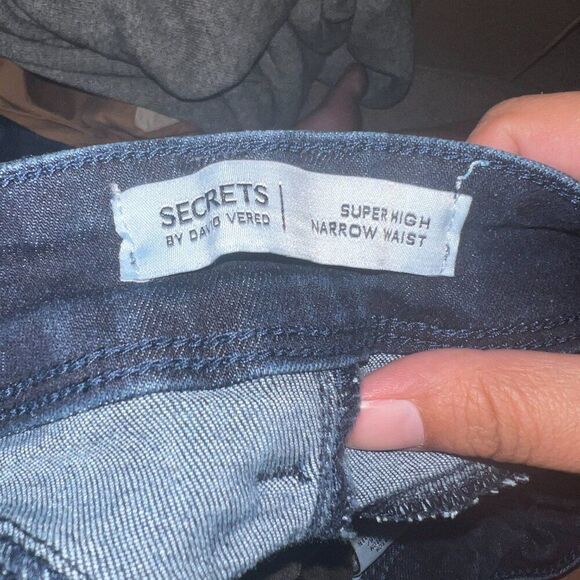 SECRETS
BY DAVID VERED
SUPER HIGH
NARROW WAIST